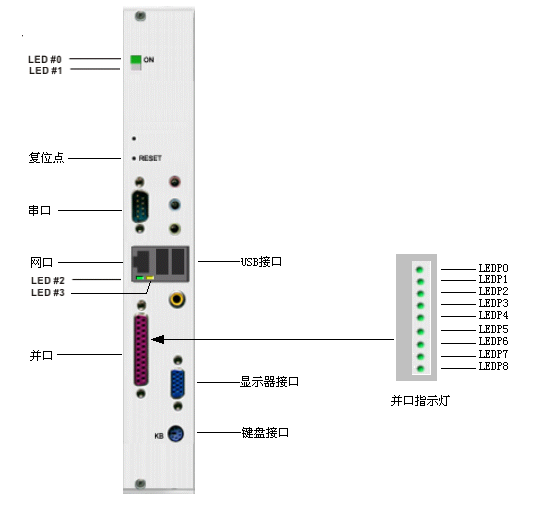 LED #0
ON
LED #1
复位点
RESET
串口
网口
USB接口
LED #2
LED #3
LEDP0
LEDP1
LEDP2
LEDP3
LEDP4
LEDP5
LEDP6
LEDP7
LEDP8
并口
显示器接口
并口指示灯
KB
键盘接口